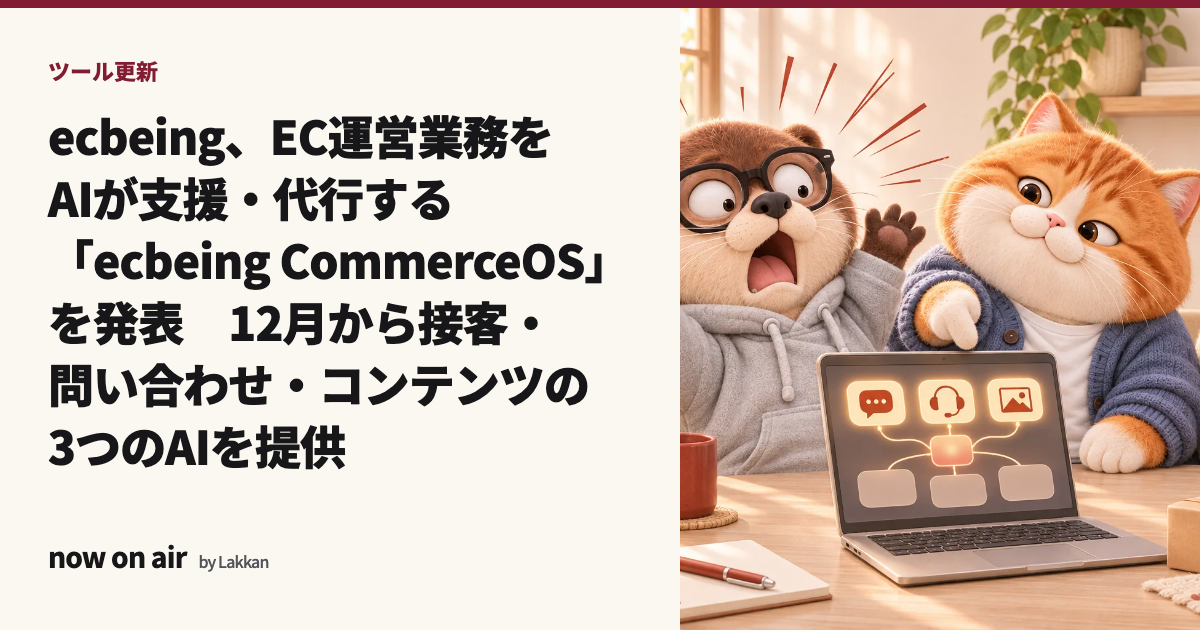 ツール更新
ecbeing、EC運営業務を
AIが支援・代行する
「ecbeing CommerceOS」
を発表　12月から接客・
問い合わせ・コンテンツの
3つのAIを提供
now on air by Lakkan